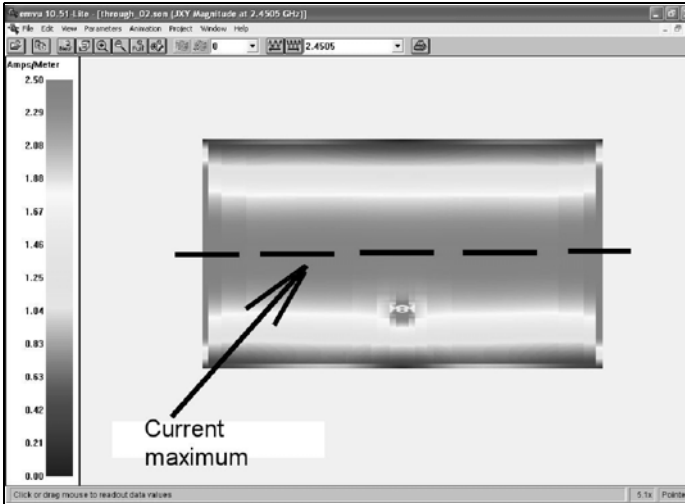 emvu 10.51-Lite - [through_02.son (JXY Magnitude at 2.4505 GHz)]
File Edit View Parameters Animation Project Window Help
0 2.4505
Amps/Meter
2.50
2.29
2.08
1.88
1.67
1.46
1.25
1.04
0.83
0.63
0.42
0.21
0.00
Current
maximum
Click or drag mouse to readout data values 5.1x Pointe